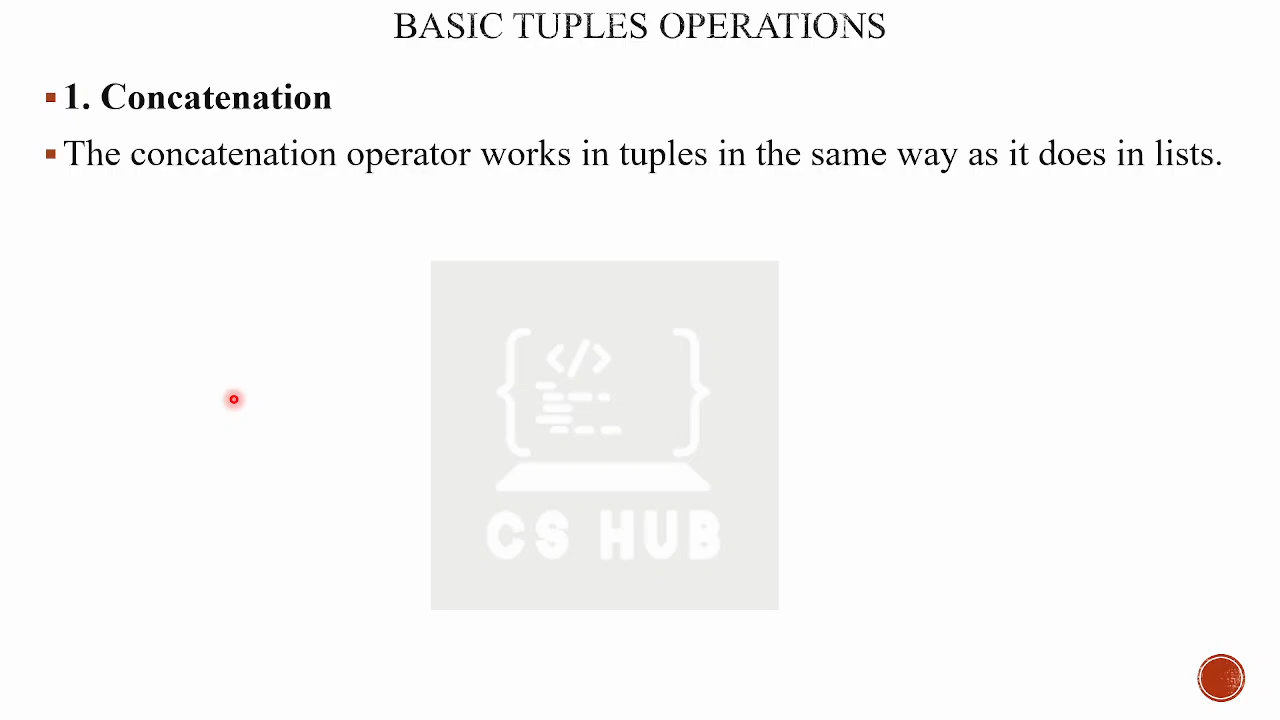 BASIC TUPLES OPERATIONS
1. Concatenation
The concatenation operator works in tuples in the same way as it does in lists.
</>
CS HUB